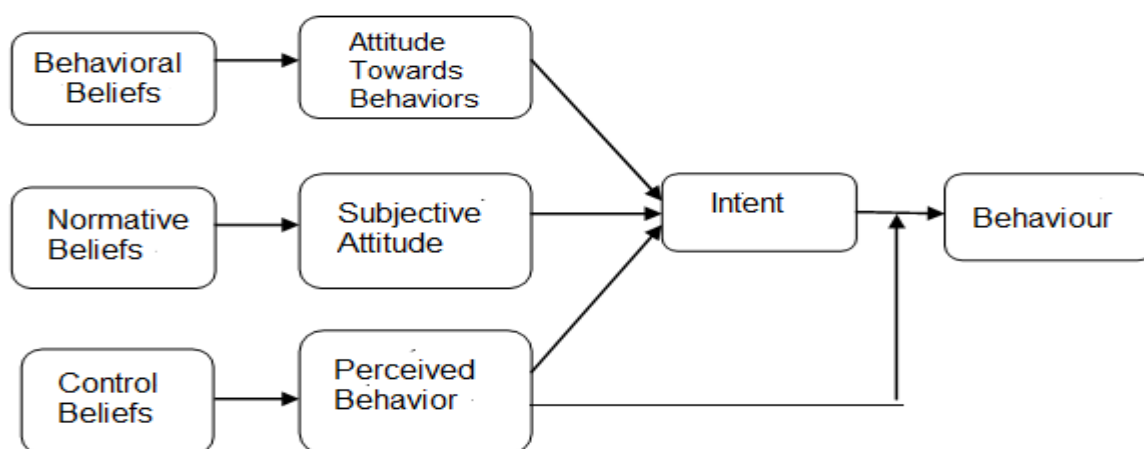 Behavioral
Beliefs
Attitude
Towards
Behaviors
Normative
Beliefs
Subjective
Attitude
Intent
Behaviour
Control
Beliefs
Perceived
Behavior